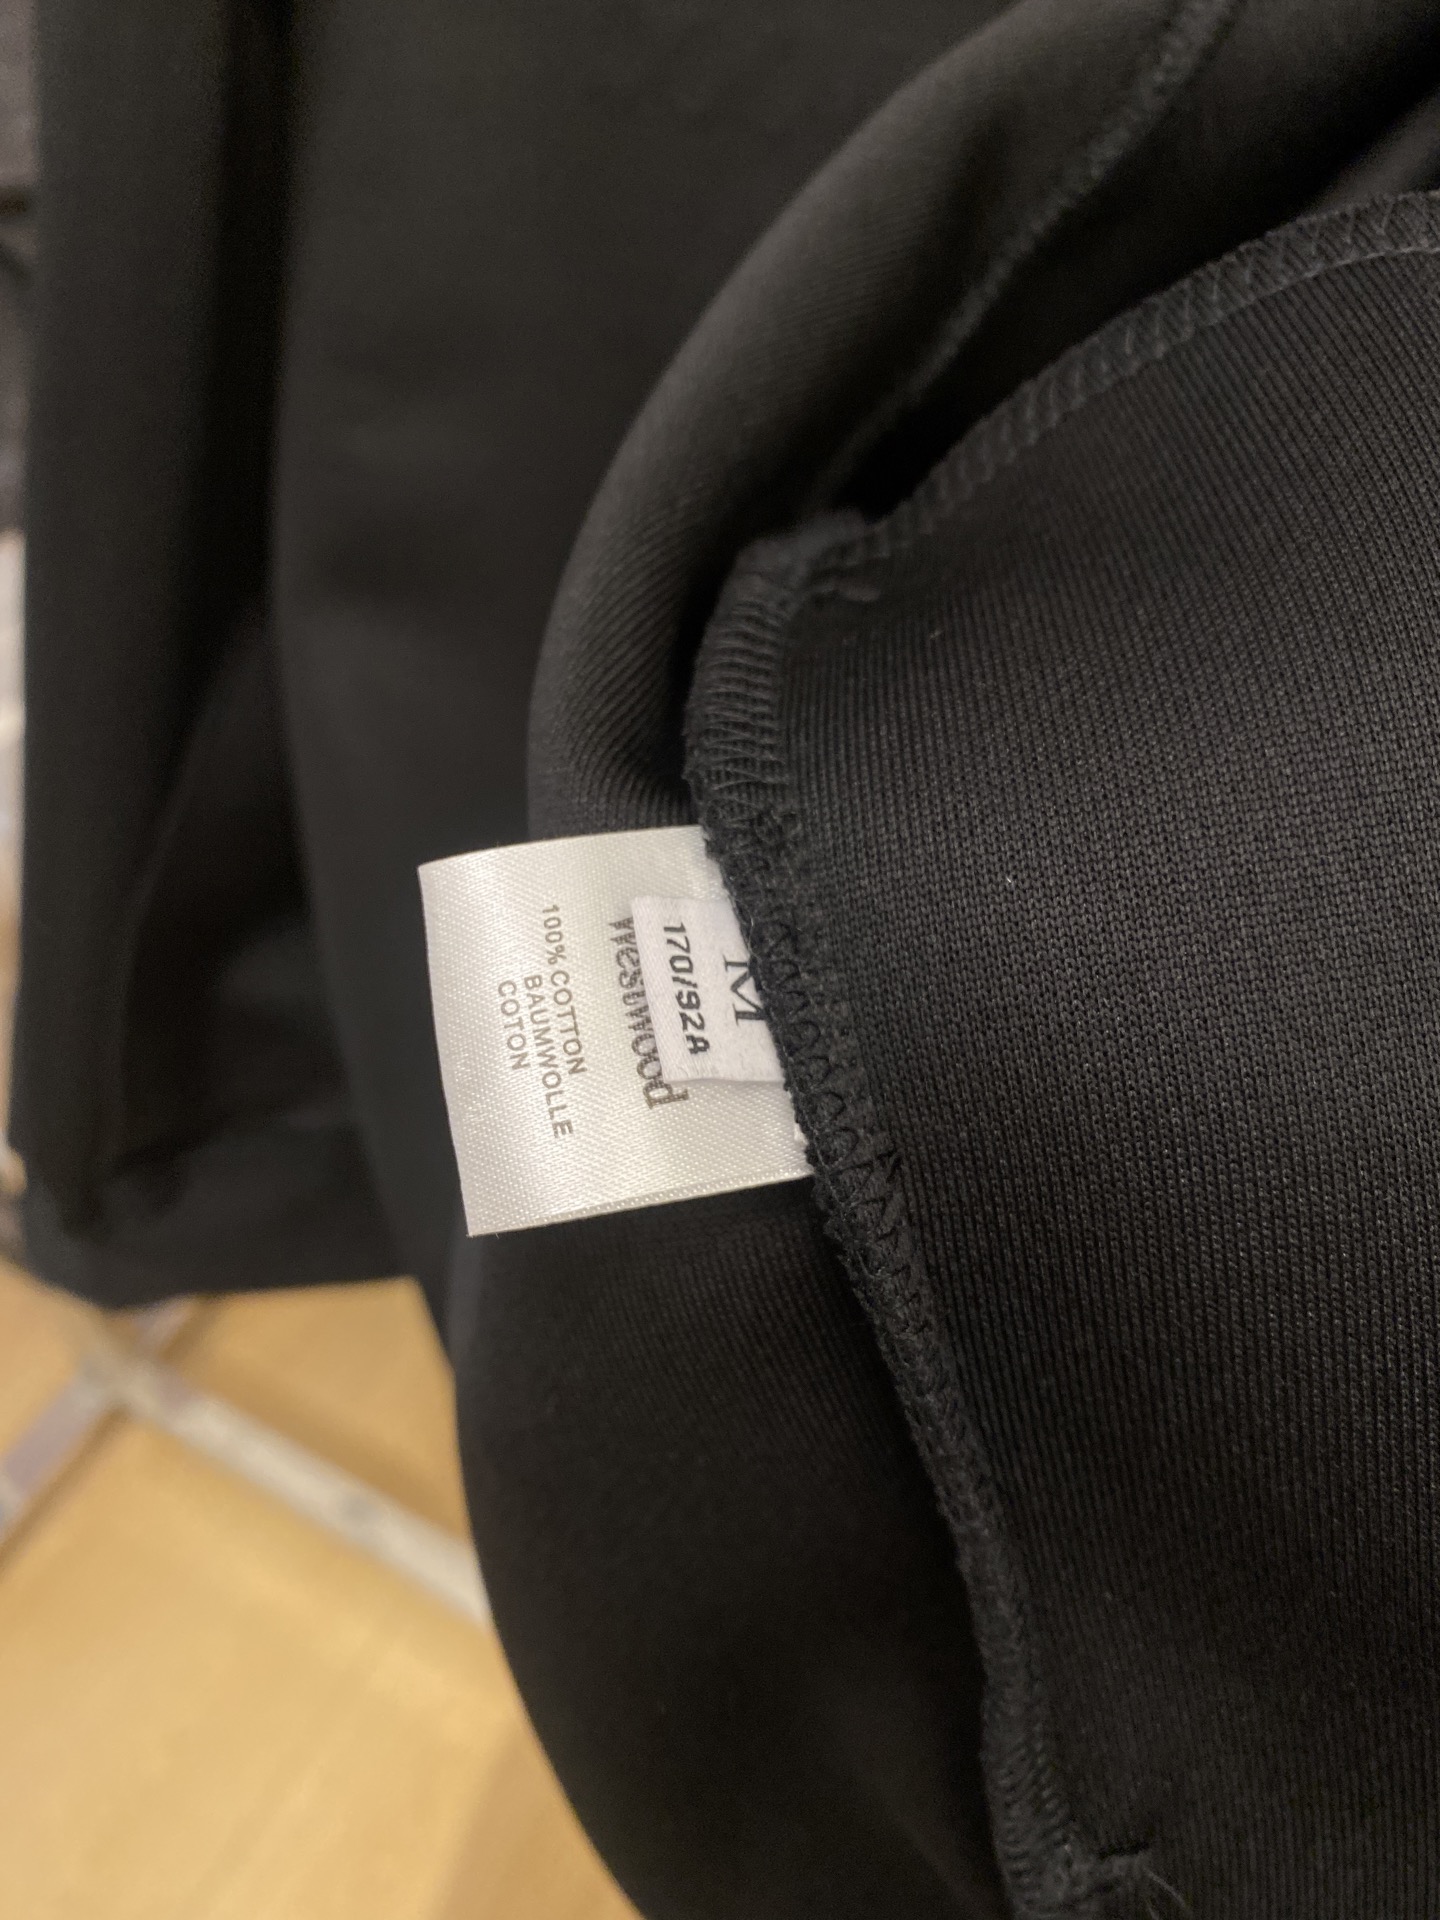 M
170/92A
westwood
100% COTTON
BAUMWOLLE
COTON